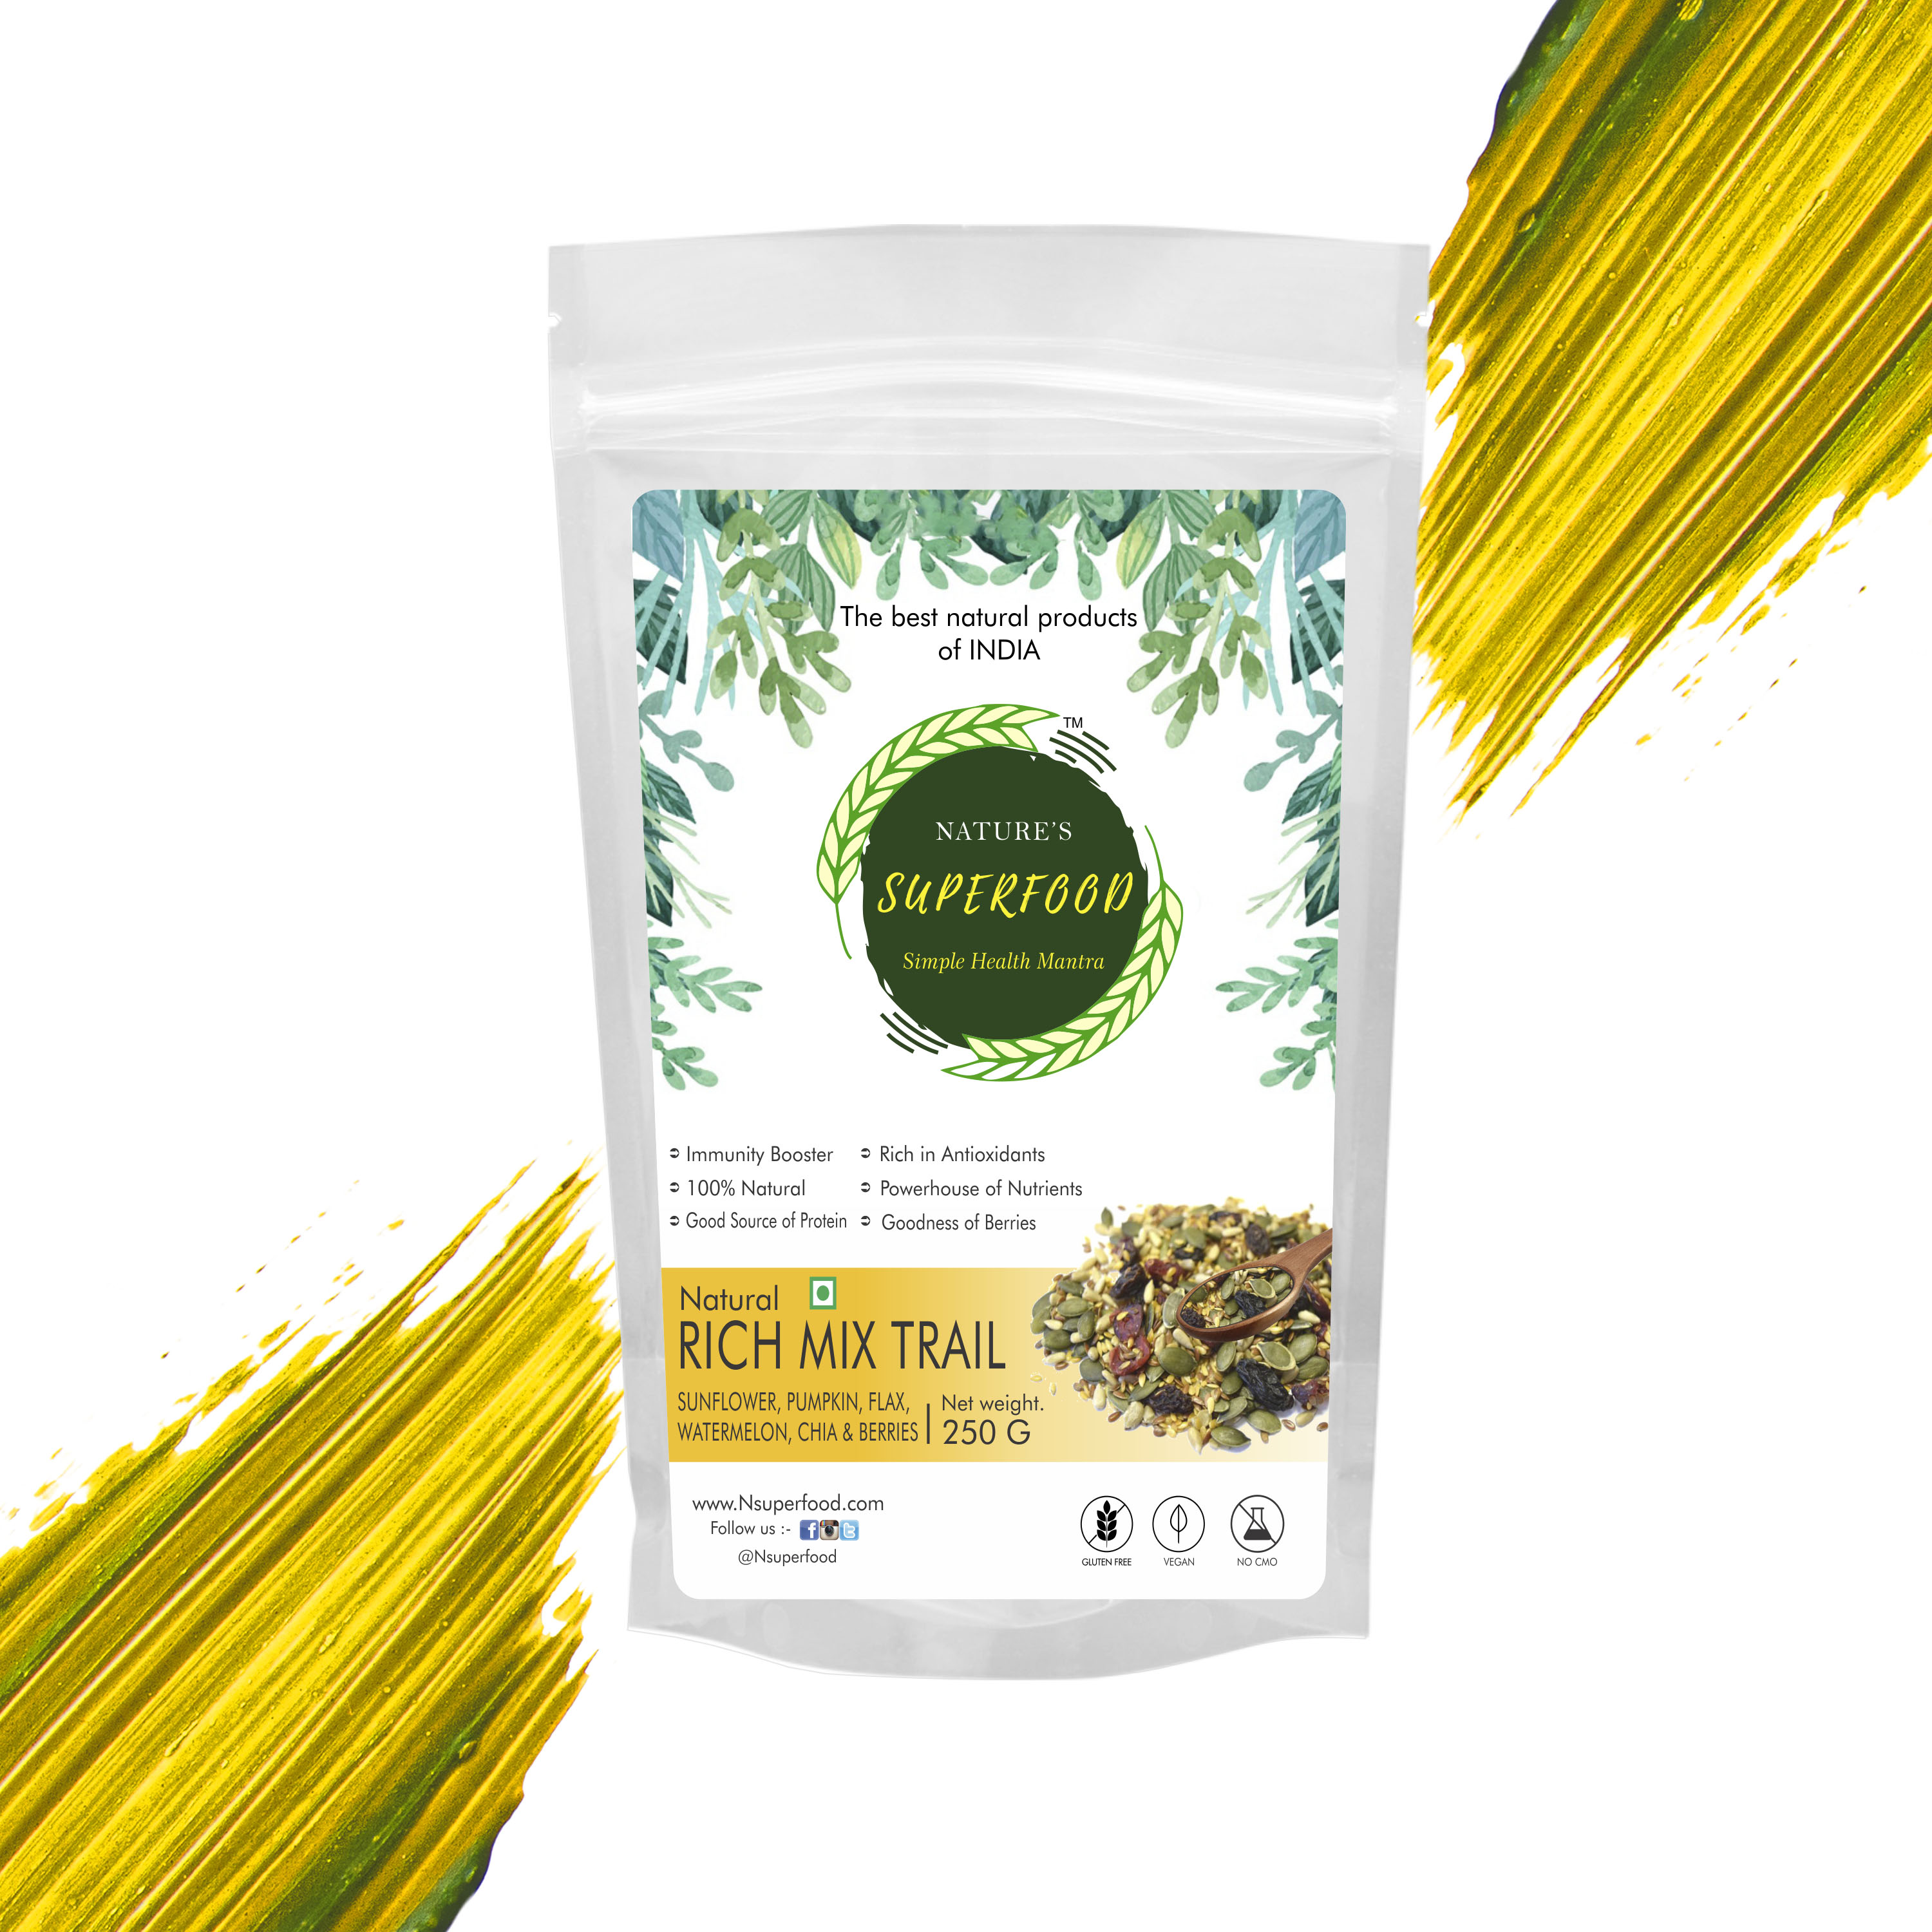 The best natural products
of INDIA
TM
NATURE'S
SUPERFOOD
Simple Health Mantra
➲ Immunity Booster ➲ Rich in Antioxidants
➲ 100% Natural ➲ Powerhouse of Nutrients
➲ Good Source of Protein ➲ Goodness of Berries
Natural
RICH MIX TRAIL
SUNFLOWER, PUMPKIN, FLAX,
WATERMELON, CHIA & BERRIES
Net weight.
250 G
www.Nsuperfood.com
Follow us :-
@Nsuperfood
GLUTEN FREE
VEGAN
NO CMO